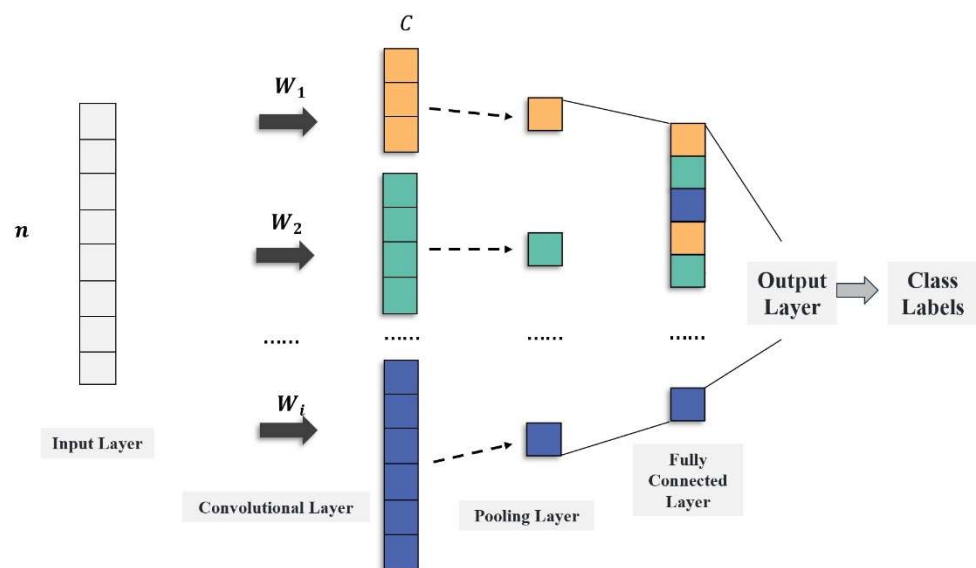 C
W₁
n
W₂
Output
Layer
Class
Labels
......
......
......
......
Wᵢ
Input Layer
Fully
Connected
Layer
Convolutional Layer
Pooling Layer